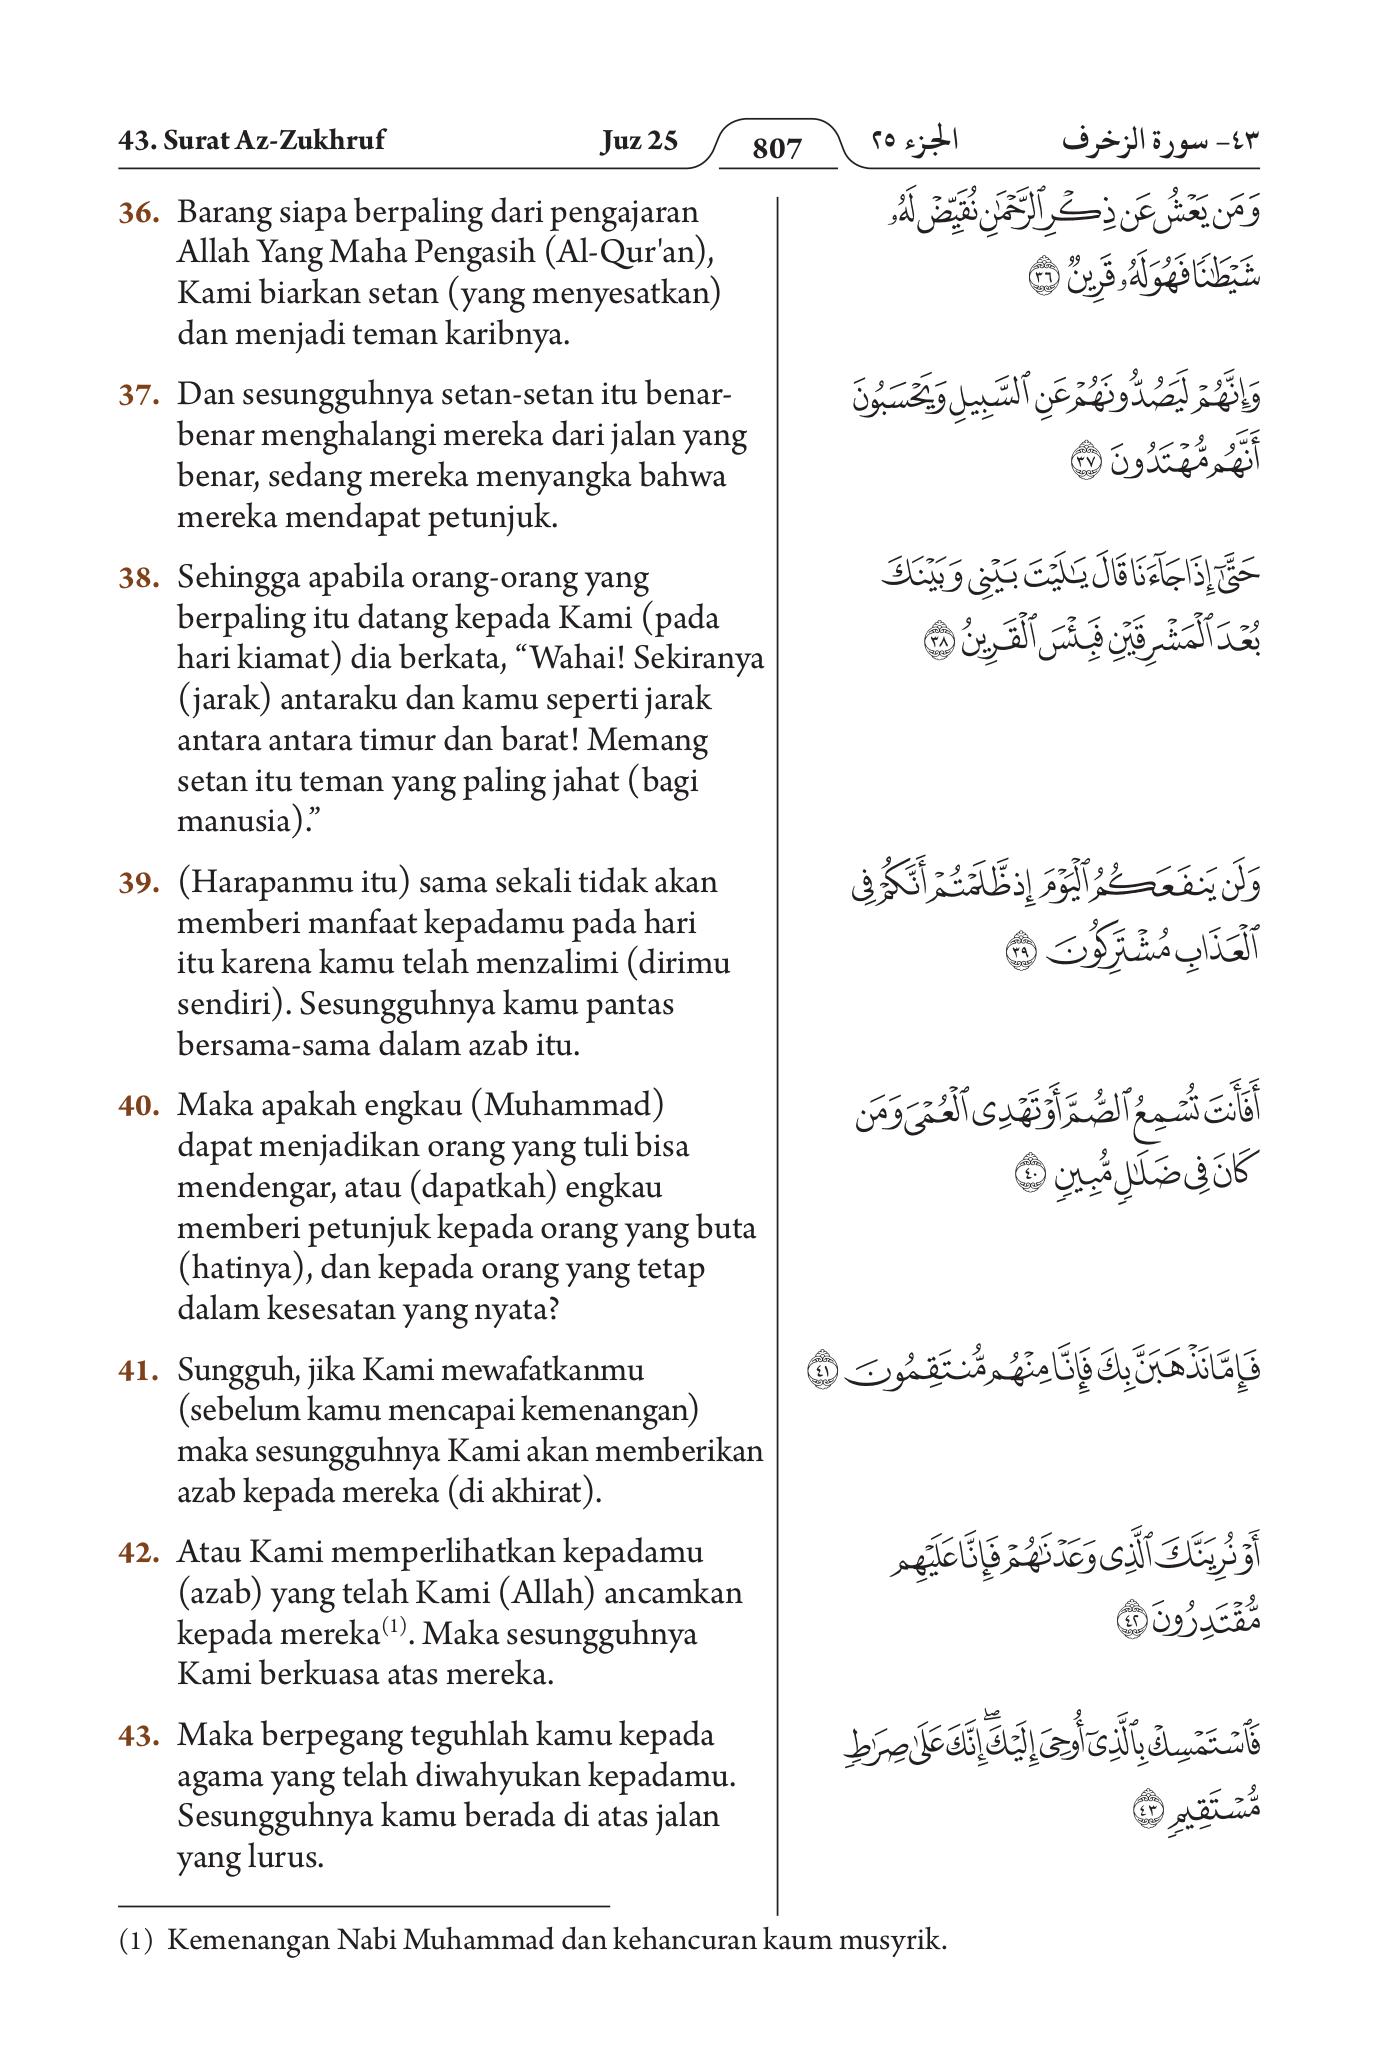 43. Surat Az-Zukhruf Juz 25 807 الجزء ٢٥ ٤٣- سورة الزخرف
36. Barang siapa berpaling dari pengajaran
Allah Yang Maha Pengasih (Al-Qur'an),
Kami biarkan setan (yang menyesatkan)
dan menjadi teman karibnya.
37. Dan sesungguhnya setan-setan itu benar-
benar menghalangi mereka dari jalan yang
benar, sedang mereka menyangka bahwa
mereka mendapat petunjuk.
38. Sehingga apabila orang-orang yang
berpaling itu datang kepada Kami (pada
hari kiamat) dia berkata, “Wahai! Sekiranya
(jarak) antaraku dan kamu seperti jarak
antara antara timur dan barat! Memang
setan itu teman yang paling jahat (bagi
manusia).”
39. (Harapanmu itu) sama sekali tidak akan
memberi manfaat kepadamu pada hari
itu karena kamu telah menzalimi (dirimu
sendiri). Sesungguhnya kamu pantas
bersama-sama dalam azab itu.
40. Maka apakah engkau (Muhammad)
dapat menjadikan orang yang tuli bisa
mendengar, atau (dapatkah) engkau
memberi petunjuk kepada orang yang buta
(hatinya), dan kepada orang yang tetap
dalam kesesatan yang nyata?
41. Sungguh, jika Kami mewafatkanmu
(sebelum kamu mencapai kemenangan)
maka sesungguhnya Kami akan memberikan
azab kepada mereka (di akhirat).
42. Atau Kami memperlihatkan kepadamu
(azab) yang telah Kami (Allah) ancamkan
kepada mereka(1). Maka sesungguhnya
Kami berkuasa atas mereka.
43. Maka berpegang teguhlah kamu kepada
agama yang telah diwahyukan kepadamu.
Sesungguhnya kamu berada di atas jalan
yang lurus.
وَمَن يَعْشُ عَن ذِكْرِ ٱلرَّحْمَٰنِ نُقَيِّضْ لَهُۥ
شَيْطَٰنًا فَهُوَ لَهُۥ قَرِينٌ ٣٦
وَإِنَّهُمْ لَيَصُدُّونَهُمْ عَنِ ٱلسَّبِيلِ وَيَحْسَبُونَ
أَنَّهُم مُّهْتَدُونَ ٣٧
حَتَّىٰٓ إِذَا جَآءَنَا قَالَ يَٰلَيْتَ بَيْنِى وَبَيْنَكَ
بُعْدَ ٱلْمَشْرِقَيْنِ فَبِئْسَ ٱلْقَرِينُ ٣٨
وَلَن يَنفَعَكُمُ ٱلْيَوْمَ إِذ ظَّلَمْتُمْ أَنَّكُمْ فِى
ٱلْعَذَابِ مُشْتَرِكُونَ ٣٩
أَفَأَنتَ تُسْمِعُ ٱلصُّمَّ أَوْ تَهْدِى ٱلْعُمْىَ وَمَن
كَانَ فِى ضَلَٰلٍ مُّبِينٍ ٤٠
فَإِمَّا نَذْهَبَنَّ بِكَ فَإِنَّا مِنْهُم مُّنتَقِمُونَ ٤١
أَوْ نُرِيَنَّكَ ٱلَّذِى وَعَدْنَٰهُمْ فَإِنَّا عَلَيْهِم
مُّقْتَدِرُونَ ٤٢
فَٱسْتَمْسِكْ بِٱلَّذِىٓ أُوحِىَ إِلَيْكَ ۖ إِنَّكَ عَلَىٰ صِرَٰطٍ
مُّسْتَقِيمٍ ٤٣
(1) Kemenangan Nabi Muhammad dan kehancuran kaum musyrik.